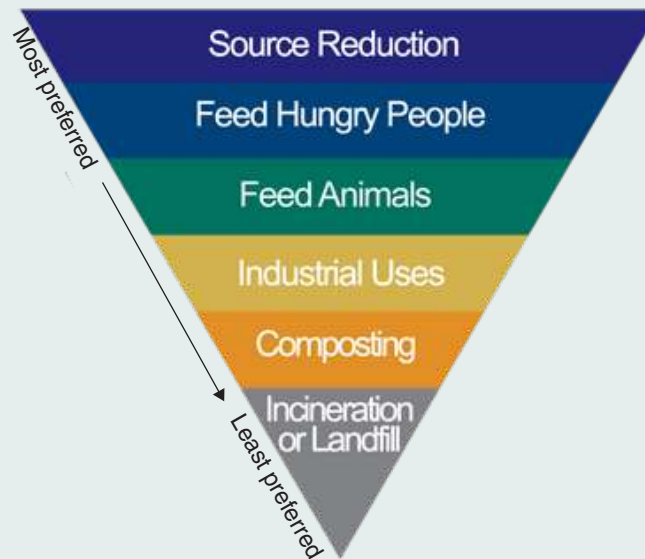 Most preferred
Source Reduction
Feed Hungry People
Feed Animals
Industrial Uses
Composting
Incineration
or Landfill
Least preferred